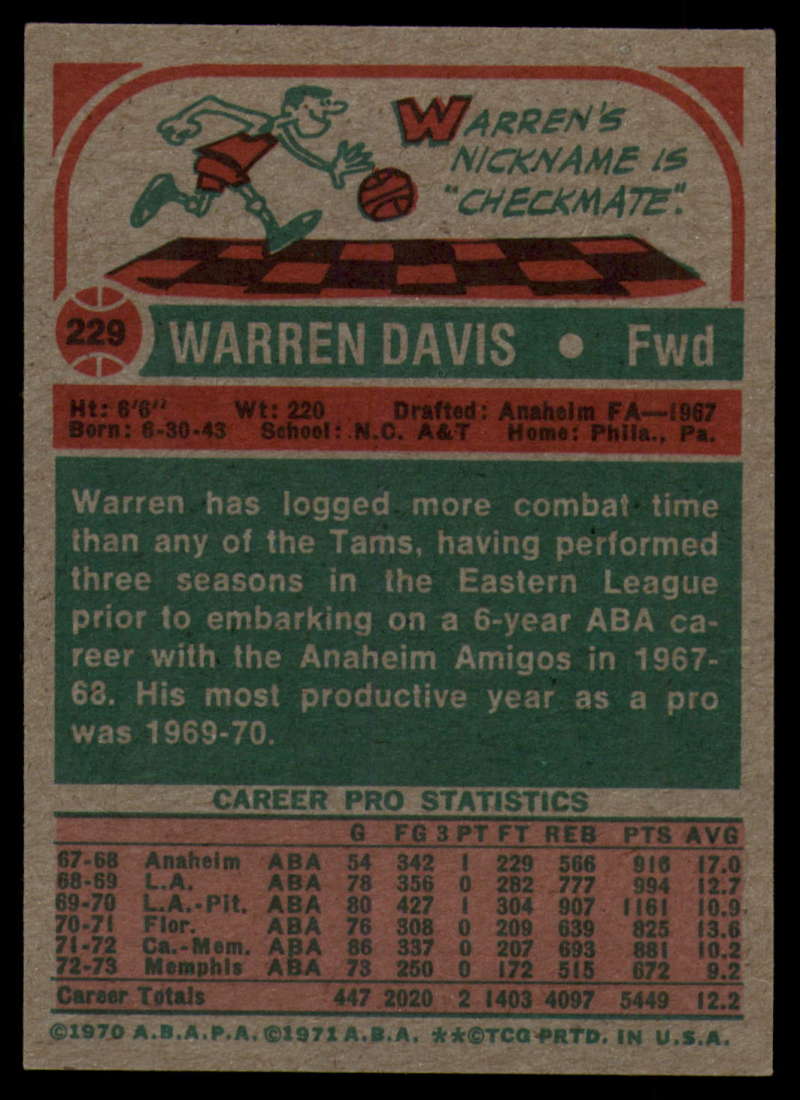 WARREN'S
NICKNAME IS
"CHECKMATE".
229
WARREN DAVIS • Fwd
Ht: 6'6" Wt: 220 Drafted: Anaheim FA—1967
Born: 6-30-43 School: N.C. A&T Home: Phila., Pa.
Warren has logged more combat time
than any of the Tams, having performed
three seasons in the Eastern League
prior to embarking on a 6-year ABA ca-
reer with the Anaheim Amigos in 1967-
68. His most productive year as a pro
was 1969-70.
CAREER PRO STATISTICS
G FG 3 PT FT REB PTS AVG
67-68 Anaheim ABA 54 342 1 229 566 916 17.0
68-69 L.A. ABA 78 356 0 282 777 994 12.7
69-70 L.A.-Pit. ABA 80 427 1 304 907 1161 10.9
70-71 Flor. ABA 76 308 0 209 639 825 13.6
71-72 Ca.-Mem. ABA 86 337 0 207 693 881 10.2
72-73 Memphis ABA 73 250 0 172 515 672 9.2
Career Totals 447 2020 2 1403 4097 5449 12.2
©1970 A.B.A.P.A. ©1971 A.B.A. **©TCG PRTD. IN U.S.A.